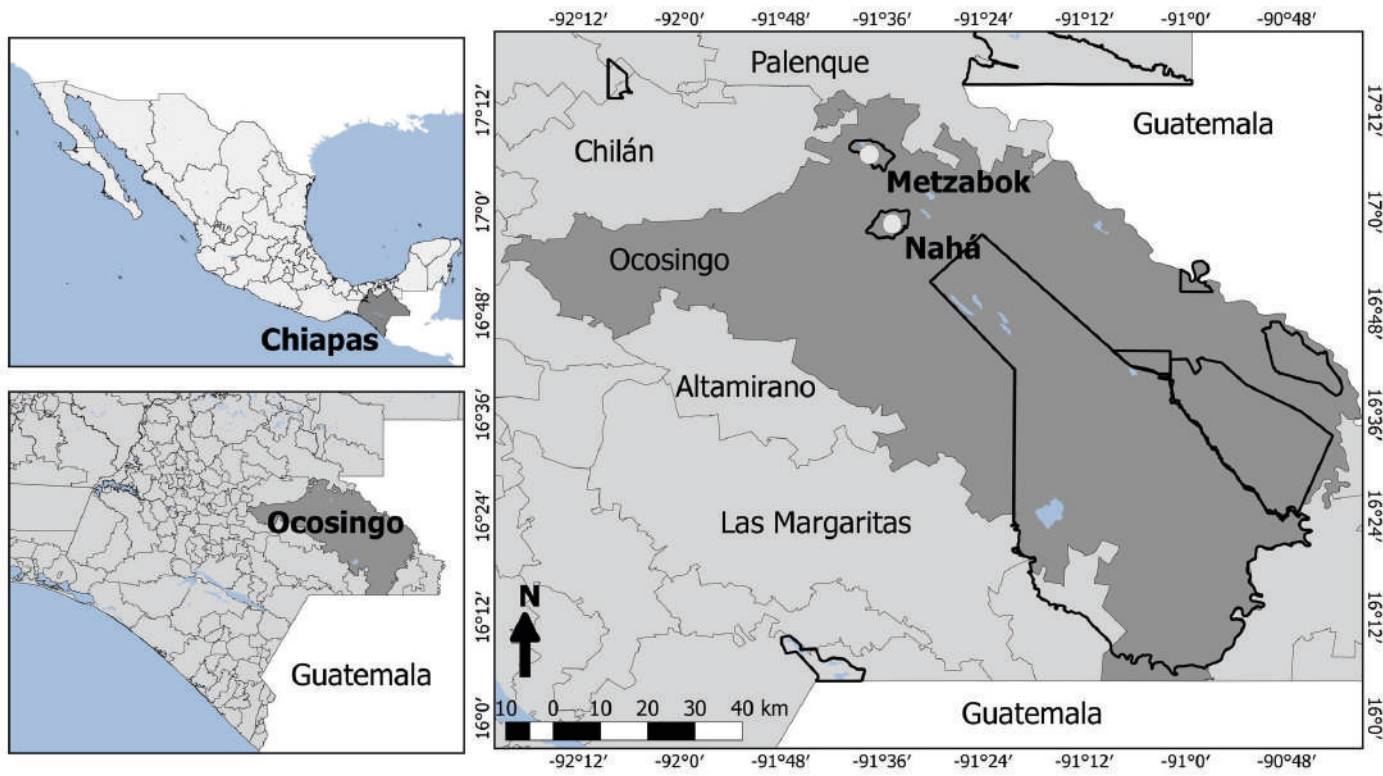 Chiapas
Ocosingo
Guatemala
-92°12′ -92°0′ -91°48′ -91°36′ -91°24′ -91°12′ -91°0′ -90°48′
17°12′
17°0′
16°48′
16°36′
16°24′
16°12′
16°0′
Palenque
Guatemala
Chilán
Metzabok
Nahá
Ocosingo
Altamirano
Las Margaritas
N
10 0 10 20 30 40 km
Guatemala
17°12′
17°0′
16°48′
16°36′
16°24′
16°12′
16°0′
-92°12′ -92°0′ -91°48′ -91°36′ -91°24′ -91°12′ -91°0′ -90°48′